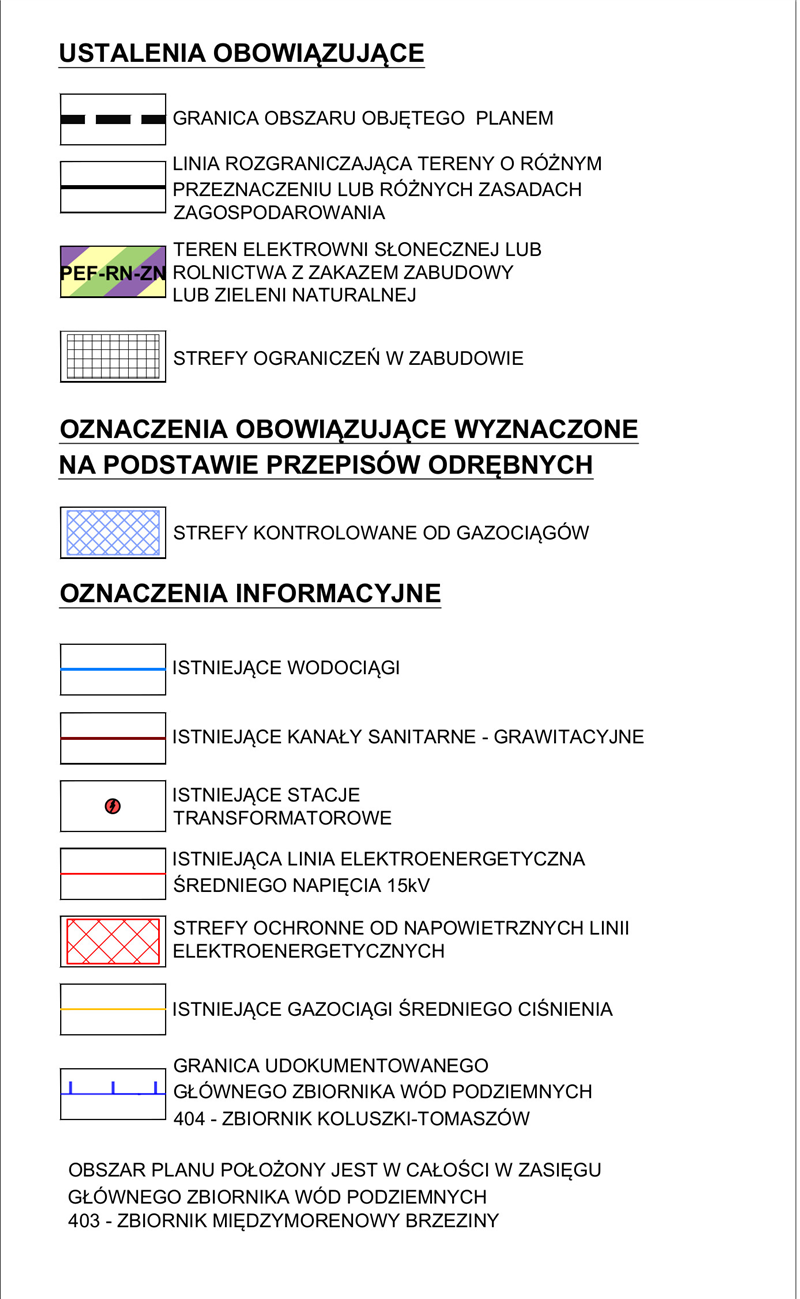 USTALENIA OBOWIĄZUJĄCE
GRANICA OBSZARU OBJĘTEGO PLANEM
LINIA ROZGRANICZAJĄCA TERENY O RÓŻNYM
PRZEZNACZENIU LUB RÓŻNYCH ZASADACH
ZAGOSPODAROWANIA
PEF-RN-ZN
TEREN ELEKTROWNI SŁONECZNEJ LUB
ROLNICTWA Z ZAKAZEM ZABUDOWY
LUB ZIELENI NATURALNEJ
STREFY OGRANICZEŃ W ZABUDOWIE
OZNACZENIA OBOWIĄZUJĄCE WYZNACZONE
NA PODSTAWIE PRZEPISÓW ODRĘBNYCH
STREFY KONTROLOWANE OD GAZOCIĄGÓW
OZNACZENIA INFORMACYJNE
ISTNIEJĄCE WODOCIĄGI
ISTNIEJĄCE KANAŁY SANITARNE - GRAWITACYJNE
ISTNIEJĄCE STACJE
TRANSFORMATOROWE
ISTNIEJĄCA LINIA ELEKTROENERGETYCZNA
ŚREDNIEGO NAPIĘCIA 15kV
STREFY OCHRONNE OD NAPOWIETRZNYCH LINII
ELEKTROENERGETYCZNYCH
ISTNIEJĄCE GAZOCIĄGI ŚREDNIEGO CIŚNIENIA
GRANICA UDOKUMENTOWANEGO
GŁÓWNEGO ZBIORNIKA WÓD PODZIEMNYCH
404 - ZBIORNIK KOLUSZKI-TOMASZÓW
OBSZAR PLANU POŁOŻONY JEST W CAŁOŚCI W ZASIĘGU
GŁÓWNEGO ZBIORNIKA WÓD PODZIEMNYCH
403 - ZBIORNIK MIĘDZYMORENOWY BRZEZINY